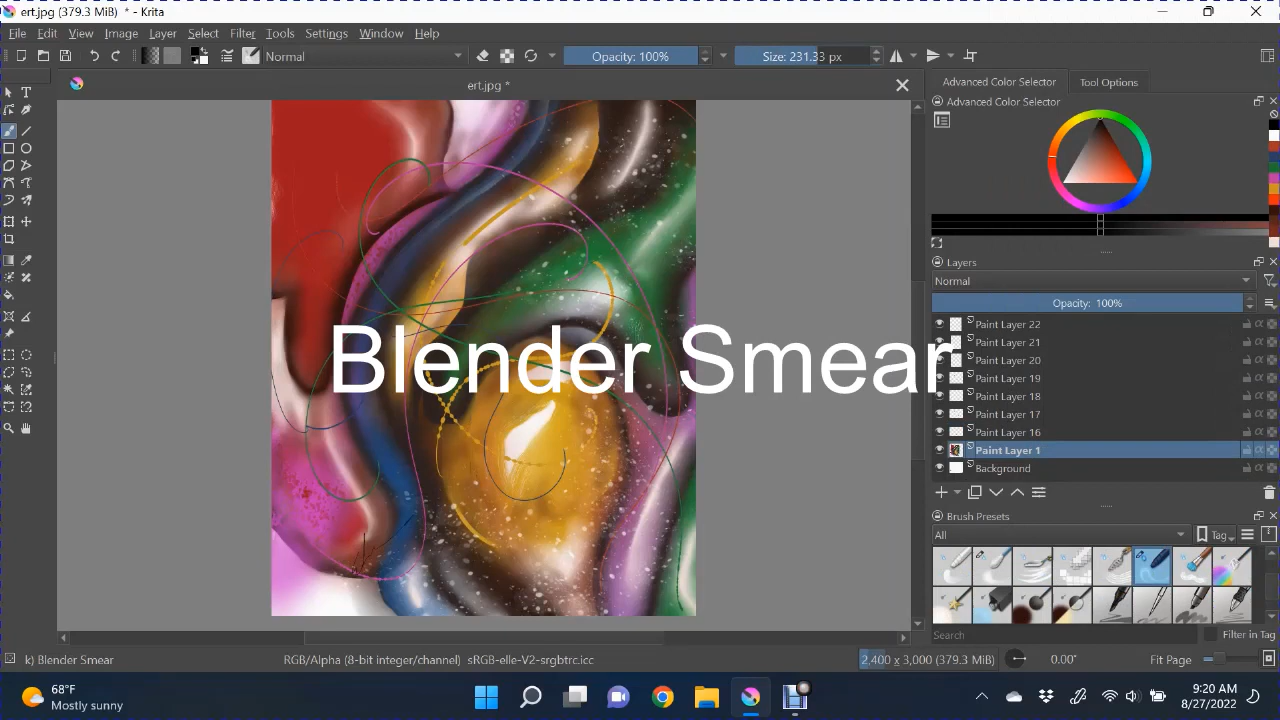 ert.jpg (379.3 MiB) * - Krita
File Edit View Image Layer Select Filter Tools Settings Window Help
Normal Opacity: 100% Size: 231.33 px
ert.jpg *
Advanced Color Selector Tool Options
Advanced Color Selector
Layers
Normal
Opacity: 100%
Paint Layer 22
Paint Layer 21
Paint Layer 20
Paint Layer 19
Paint Layer 18
Paint Layer 17
Paint Layer 16
Paint Layer 1
Background
Blender Smear
Brush Presets
All Tag
Search Filter in Tag
k) Blender Smear RGB/Alpha (8-bit integer/channel) sRGB-elle-V2-srgbtrc.icc 2,400 x 3,000 (379.3 MiB) 0.00° Fit Page
68°F
Mostly sunny
9:20 AM
8/27/2022